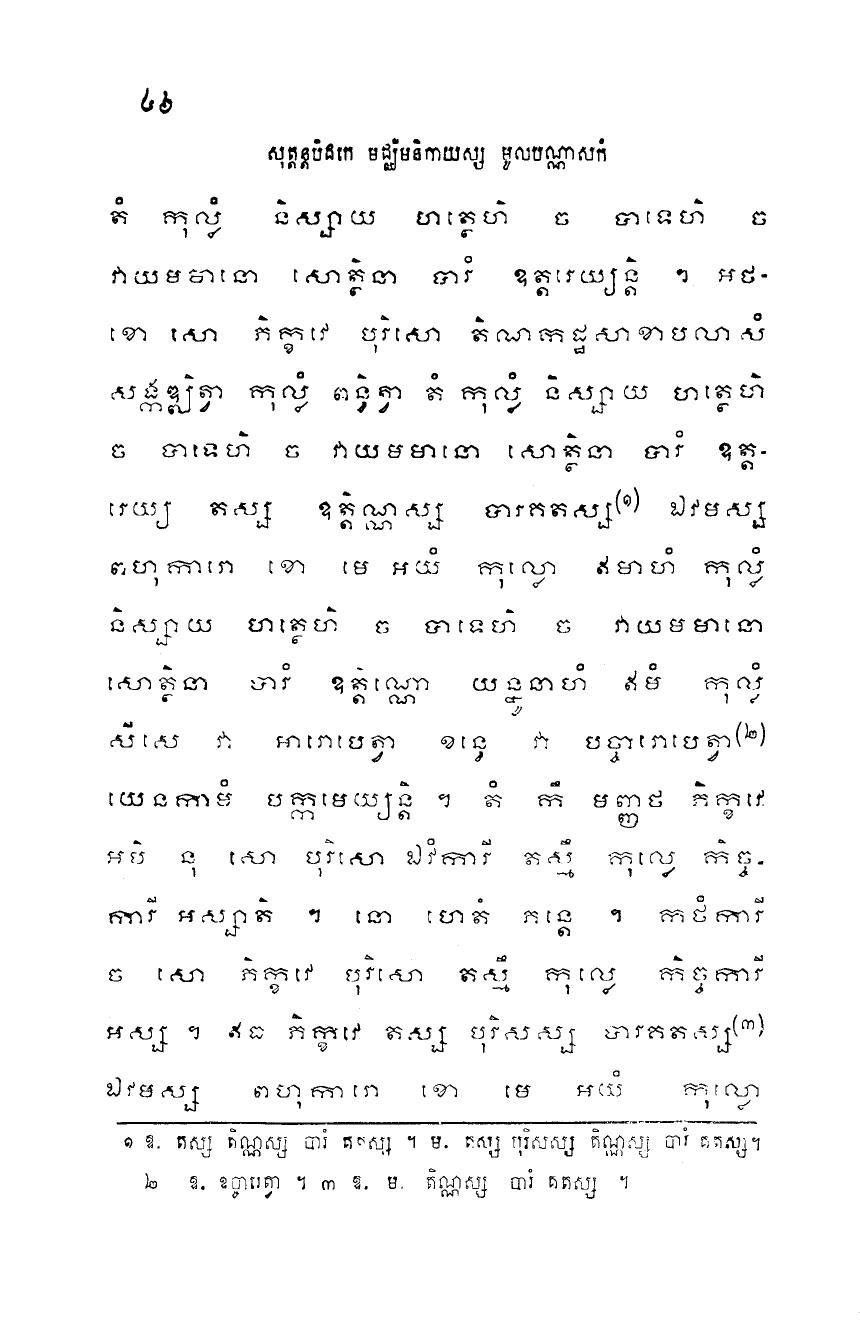 ៤៦
សុត្តន្តបិដកេ មជ្ឈិមនិកាយស្ស មូលបណ្ណាសកំ
តំ កុល្លំ និស្សាយ ហត្ថេហិ ច បាទេហិ ច
វាយមមានោ សោត្ថិនា បារំ ឧត្តរេយ្យន្តិ ។ អថ-
ខោ សោ ភិក្ខវេ បុរិសោ តិណកដ្ឋសាខាបលាសំ
សង្កឌ្ឍិត្វា កុល្លំ ពន្ធិត្វា តំ កុល្លំ និស្សាយ ហត្ថេហិ
ច បាទេហិ ច វាយមមានោ សោត្ថិនា បារំ ឧត្ត-
រេយ្យ តស្ស ឧត្តិណ្ណស្ស បារគតស្ស(១) ឯវមស្ស
ពហុការោ ខោ មេ អយំ កុល្លោ ឥមាហំ កុល្លំ
និស្សាយ ហត្ថេហិ ច បាទេហិ ច វាយមមានោ
សោត្ថិនា បារំ ឧត្តិណ្ណោ យន្នូនាហំ ឥមំ កុល្លំ
សីសេ វា អារោបេត្វា ខន្ធេ វា បច្ចារោបេត្វា(២)
យេនកាមំ បក្កមេយ្យន្តិ ។ តំ កឹ មញ្ញថ ភិក្ខវេ
អបិ នុ សោ បុរិសោ ឯវំការី តស្មឹ កុល្លេ កិច្ច-
ការី អស្សាតិ ។ នោ ហេតំ ភន្តេ ។ កថំការី
ច សោ ភិក្ខវេ បុរិសោ តស្មឹ កុល្លេ កិច្ចការី
អស្ស ។ ឥធ ភិក្ខវេ តស្ស បុរិសស្ស បារគតស្ស(៣)
ឯវមស្ស ពហុការោ ខោ មេ អយំ កុល្លោ
១ ឱ. តស្ស តិណ្ណស្ស បារំ គតស្ស ។ ម. តស្ស បុរិសស្ស តិណ្ណស្ស បារំ គតស្ស។
២ ឱ. ឧច្ចារេត្វា ។ ៣ ឱ. ម. តិណ្ណស្ស បារំ គតស្ស ។